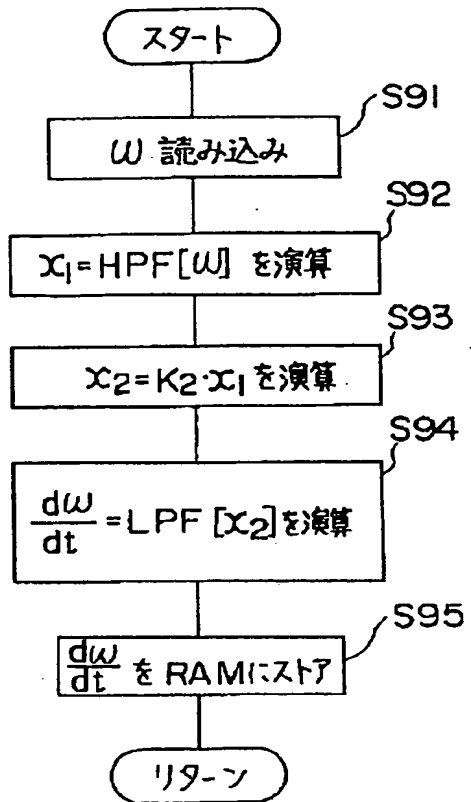 スタート
S91
ω 読み込み
S92
x₁=HPF[ω] を演算
S93
x₂=K₂·x₁ を演算
S94
dω/dt =LPF [x₂] を演算
S95
dω/dt を RAMにストア
リターン